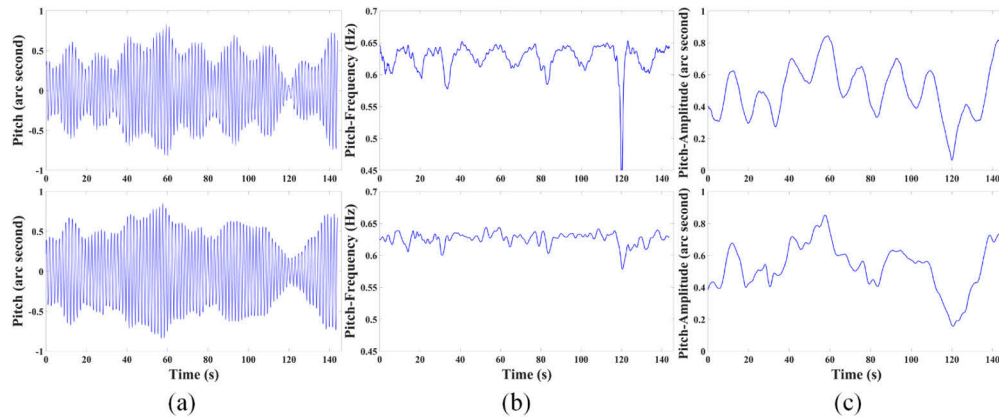 Pitch (arc second)
1
0.5
0
-0.5
-1
0 20 40 60 80 100 120 140
Pitch-Frequency (Hz)
0.7
0.65
0.6
0.55
0.5
0.45
0 20 40 60 80 100 120 140
Pitch-Amplitude (arc second)
1
0.8
0.6
0.4
0.2
0
0 20 40 60 80 100 120 140
Pitch (arc second)
1
0.5
0
-0.5
-1
0 20 40 60 80 100 120 140
Time (s)
Pitch-Frequency (Hz)
0.7
0.65
0.6
0.55
0.5
0.45
0 20 40 60 80 100 120 140
Time (s)
Pitch-Amplitude (arc second)
1
0.8
0.6
0.4
0.2
0
0 20 40 60 80 100 120 140
Time (s)
(a) (b) (c)